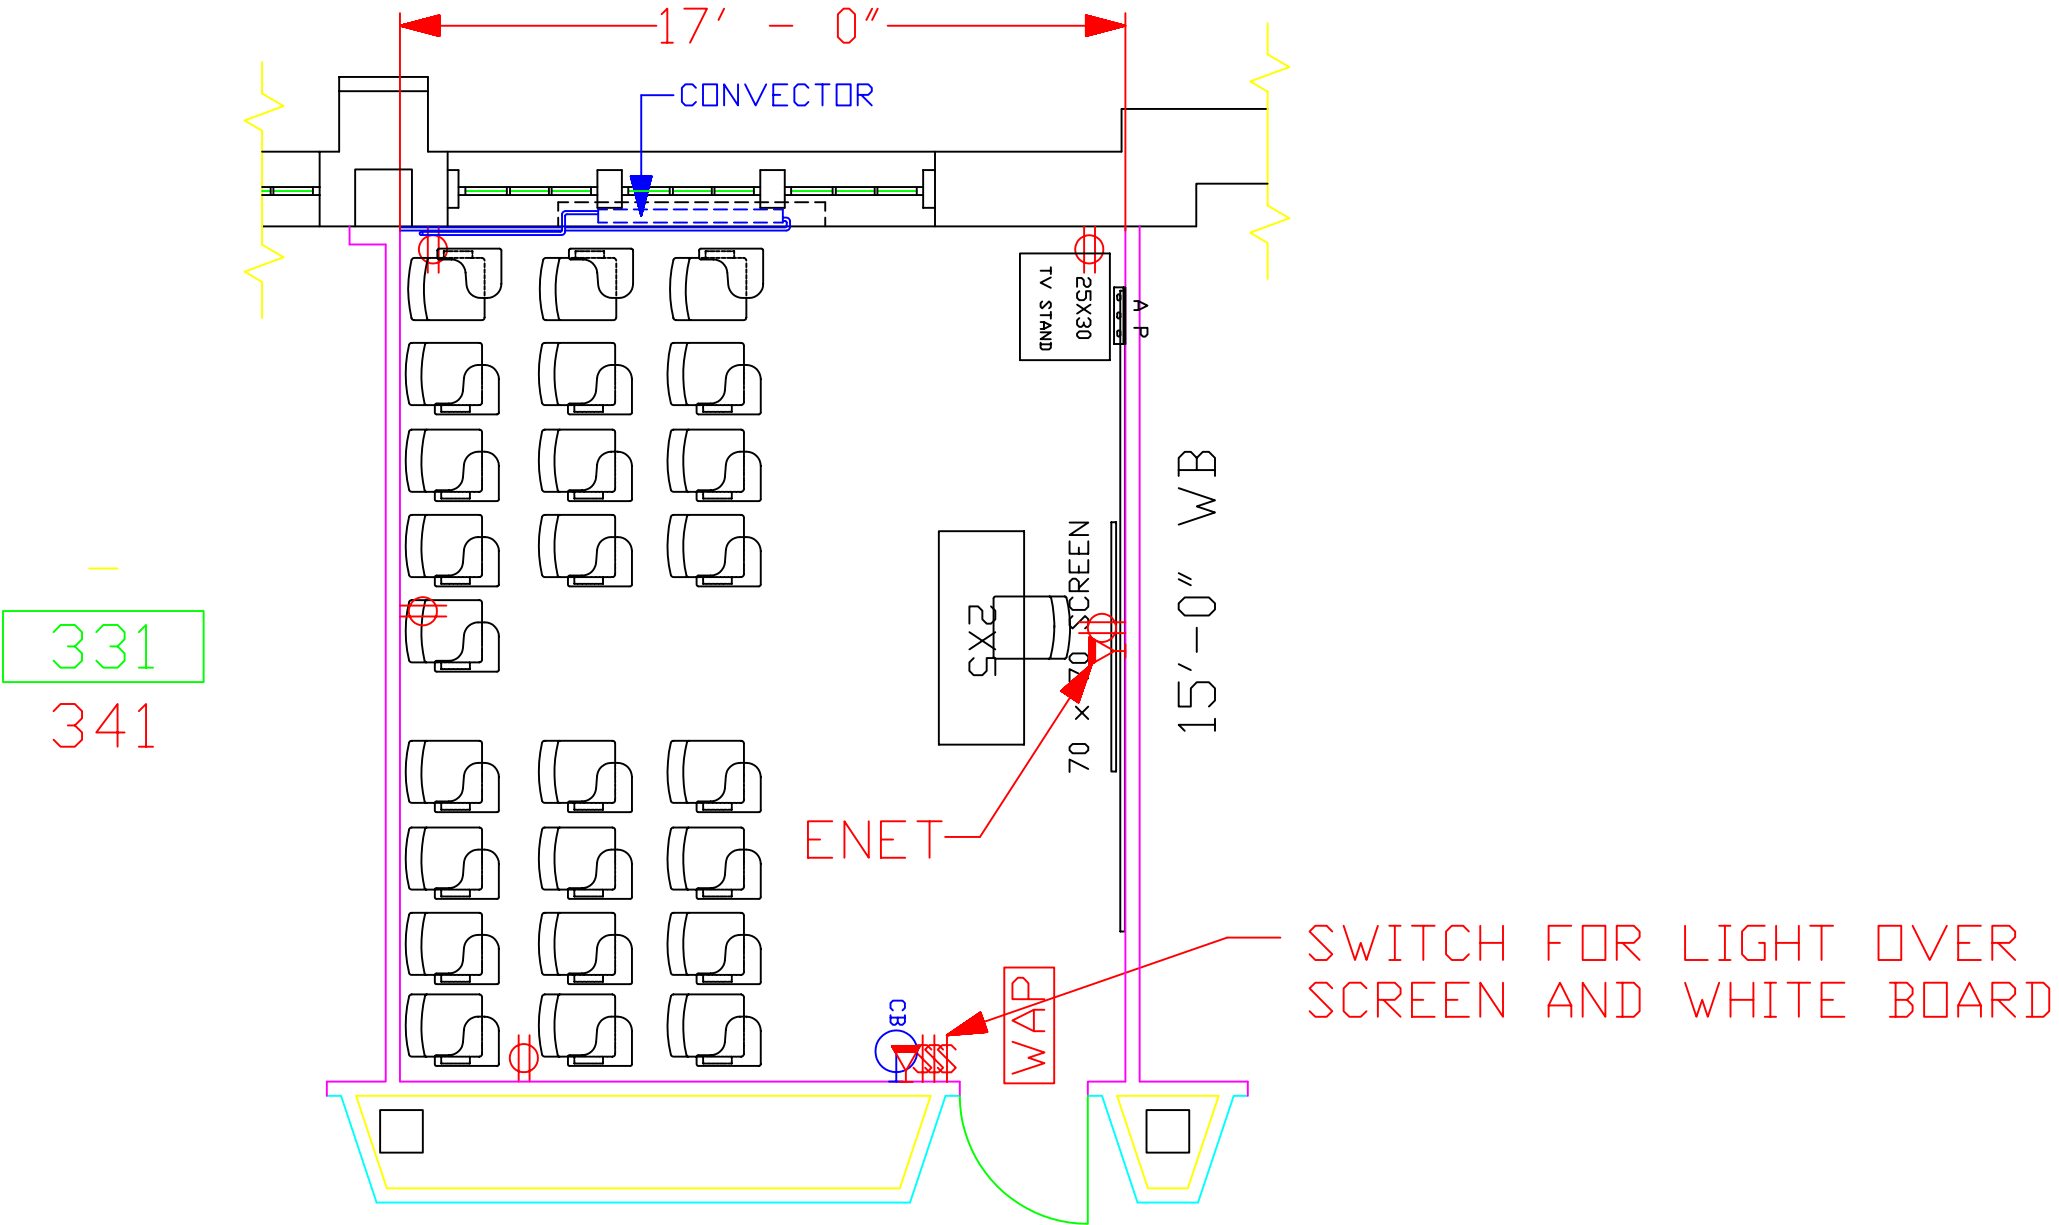 17' - 0"
CONVECTOR
25X30
TV STAND
A P
15'-0" WB
70 x 70 SCREEN
2X5
331
341
ENET
SWITCH FOR LIGHT OVER
SCREEN AND WHITE BOARD
WAP
CB